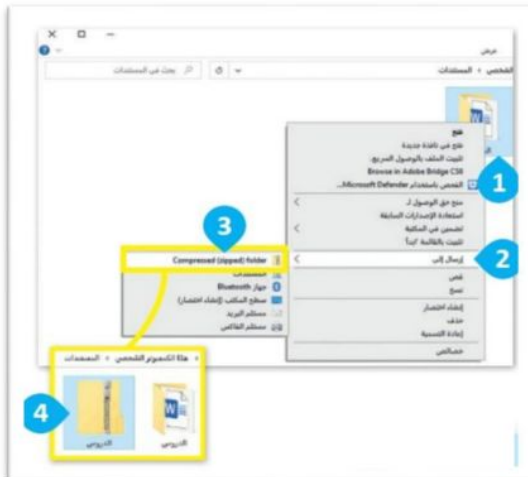 عرض
الشخصي › المستندات
بحث في المستندات
فتح
فتح في نافذة جديدة
تثبيت الملف بالوصول السريع
Browse in Adobe Bridge CS6
الفحص باستخدام Microsoft Defender...
منح حق الوصول لـ
استعادة الإصدارات السابقة
تضمين في المكتبة
تثبيت بالقائمة "ابدأ"
إرسال إلى
قص
نسخ
إنشاء اختصار
حذف
إعادة التسمية
خصائص
1
2
3
Compressed (zipped) folder
المستندات
جهاز Bluetooth
سطح المكتب (إنشاء اختصار)
مستلم البريد
مستلم الفاكس
هذا الكمبيوتر الشخصي › المستندات
4
الدروس
الدروس